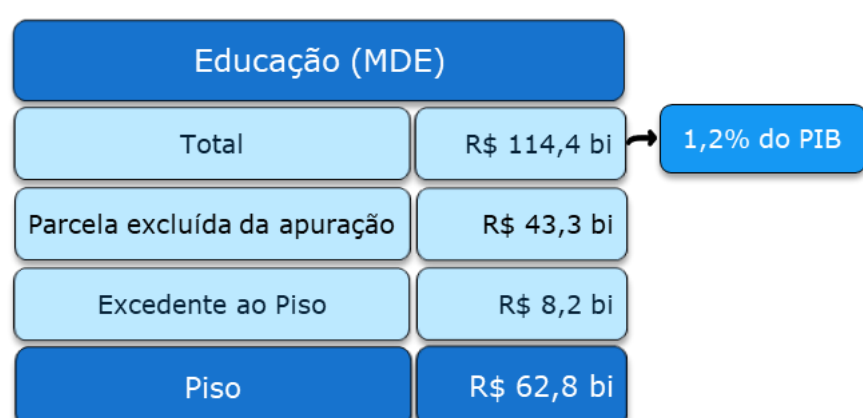 Educação (MDE)
Total R$ 114,4 bi 1,2% do PIB
Parcela excluída da apuração R$ 43,3 bi
Excedente ao Piso R$ 8,2 bi
Piso R$ 62,8 bi